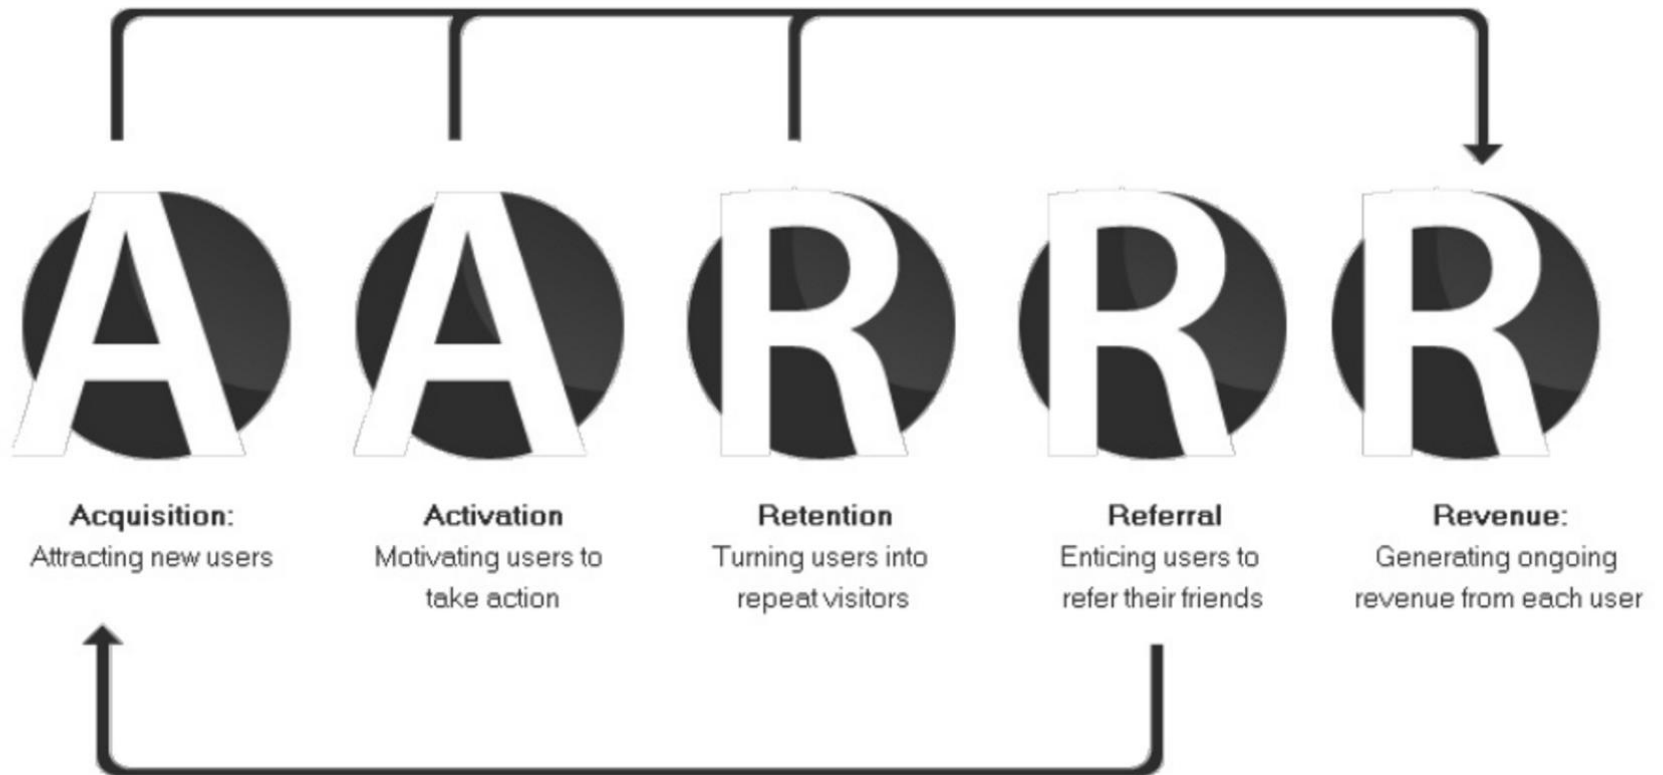 A A R R R
Acquisition:
Attracting new users
Activation
Motivating users to
take action
Retention
Turning users into
repeat visitors
Referral
Enticing users to
refer their friends
Revenue:
Generating ongoing
revenue from each user